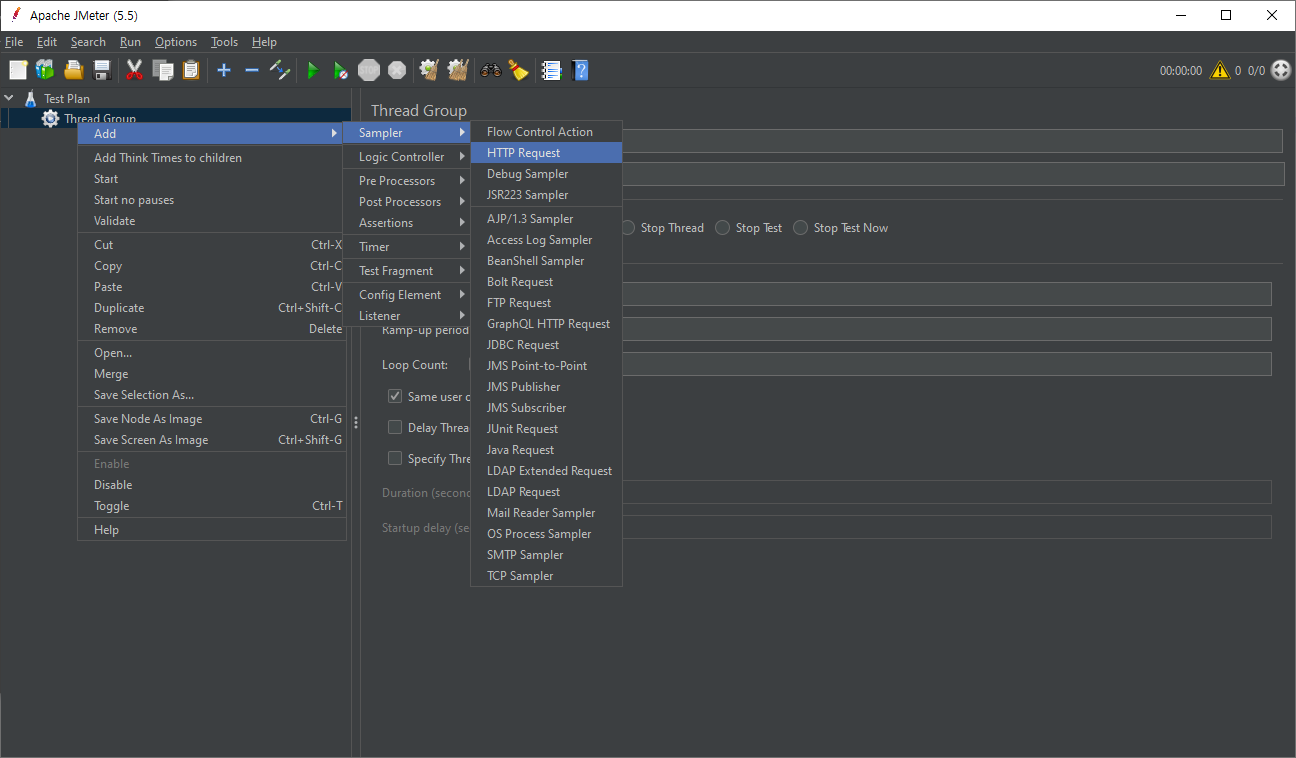 Apache JMeter (5.5)
File Edit Search Run Options Tools Help
STOP
00:00:00 0 0/0
Test Plan
Thread Group
Add
Add Think Times to children
Start
Start no pauses
Validate
Cut Ctrl-X
Copy Ctrl-C
Paste Ctrl-V
Duplicate Ctrl+Shift-C
Remove Delete
Open...
Merge
Save Selection As...
Save Node As Image Ctrl-G
Save Screen As Image Ctrl+Shift-G
Enable
Disable
Toggle Ctrl-T
Help
Sampler
Logic Controller
Pre Processors
Post Processors
Assertions
Timer
Test Fragment
Config Element
Listener
Flow Control Action
HTTP Request
Debug Sampler
JSR223 Sampler
AJP/1.3 Sampler
Access Log Sampler
BeanShell Sampler
Bolt Request
FTP Request
GraphQL HTTP Request
JDBC Request
JMS Point-to-Point
JMS Publisher
JMS Subscriber
JUnit Request
Java Request
LDAP Extended Request
LDAP Request
Mail Reader Sampler
OS Process Sampler
SMTP Sampler
TCP Sampler
Thread Group
Stop Thread Stop Test Stop Test Now
Ramp-up period
Loop Count:
Same user
Delay
Specify
Duration
Startup delay